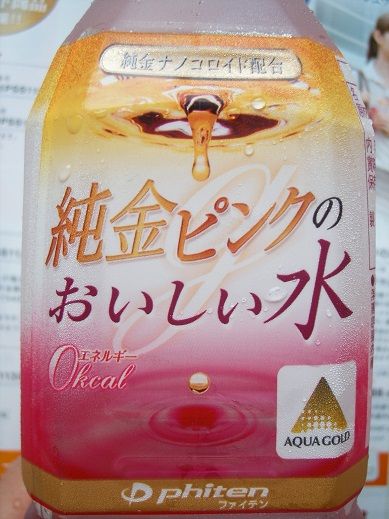 純金ナノコロイド配合
純金ピンクの
おいしい水
エネルギー
0kcal
AQUA GOLD
phiten
ファイテン